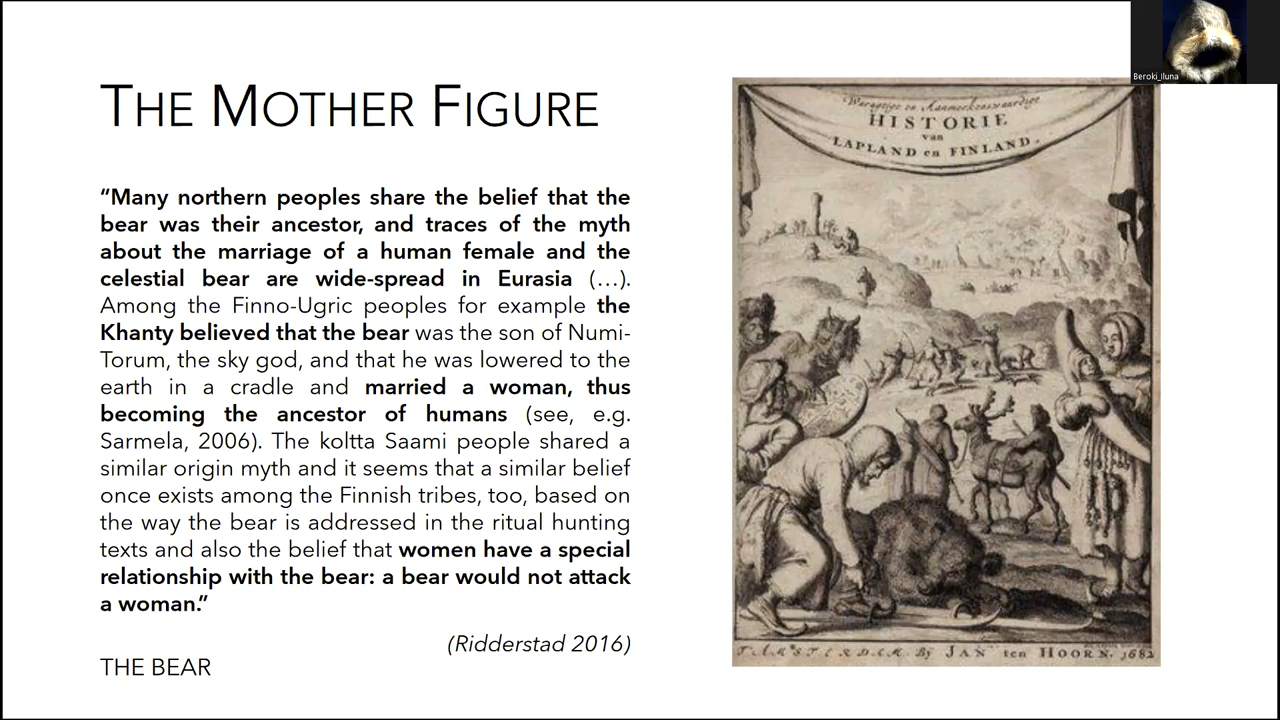 Beroki_Iluna
THE MOTHER FIGURE
"Many northern peoples share the belief that the
bear was their ancestor, and traces of the myth
about the marriage of a human female and the
celestial bear are wide-spread in Eurasia (…).
Among the Finno-Ugric peoples for example the
Khanty believed that the bear was the son of Numi-
Torum, the sky god, and that he was lowered to the
earth in a cradle and married a woman, thus
becoming the ancestor of humans (see, e.g.
Sarmela, 2006). The koltta Saami people shared a
similar origin myth and it seems that a similar belief
once exists among the Finnish tribes, too, based on
the way the bear is addressed in the ritual hunting
texts and also the belief that women have a special
relationship with the bear: a bear would not attack
a woman."
(Ridderstad 2016)
THE BEAR
Waragtige en Aanmerkenswaardige
HISTORIE
van
LAPLAND en FINLAND.
T'AMSTERDAM. By JAN ten HOORN. 1682